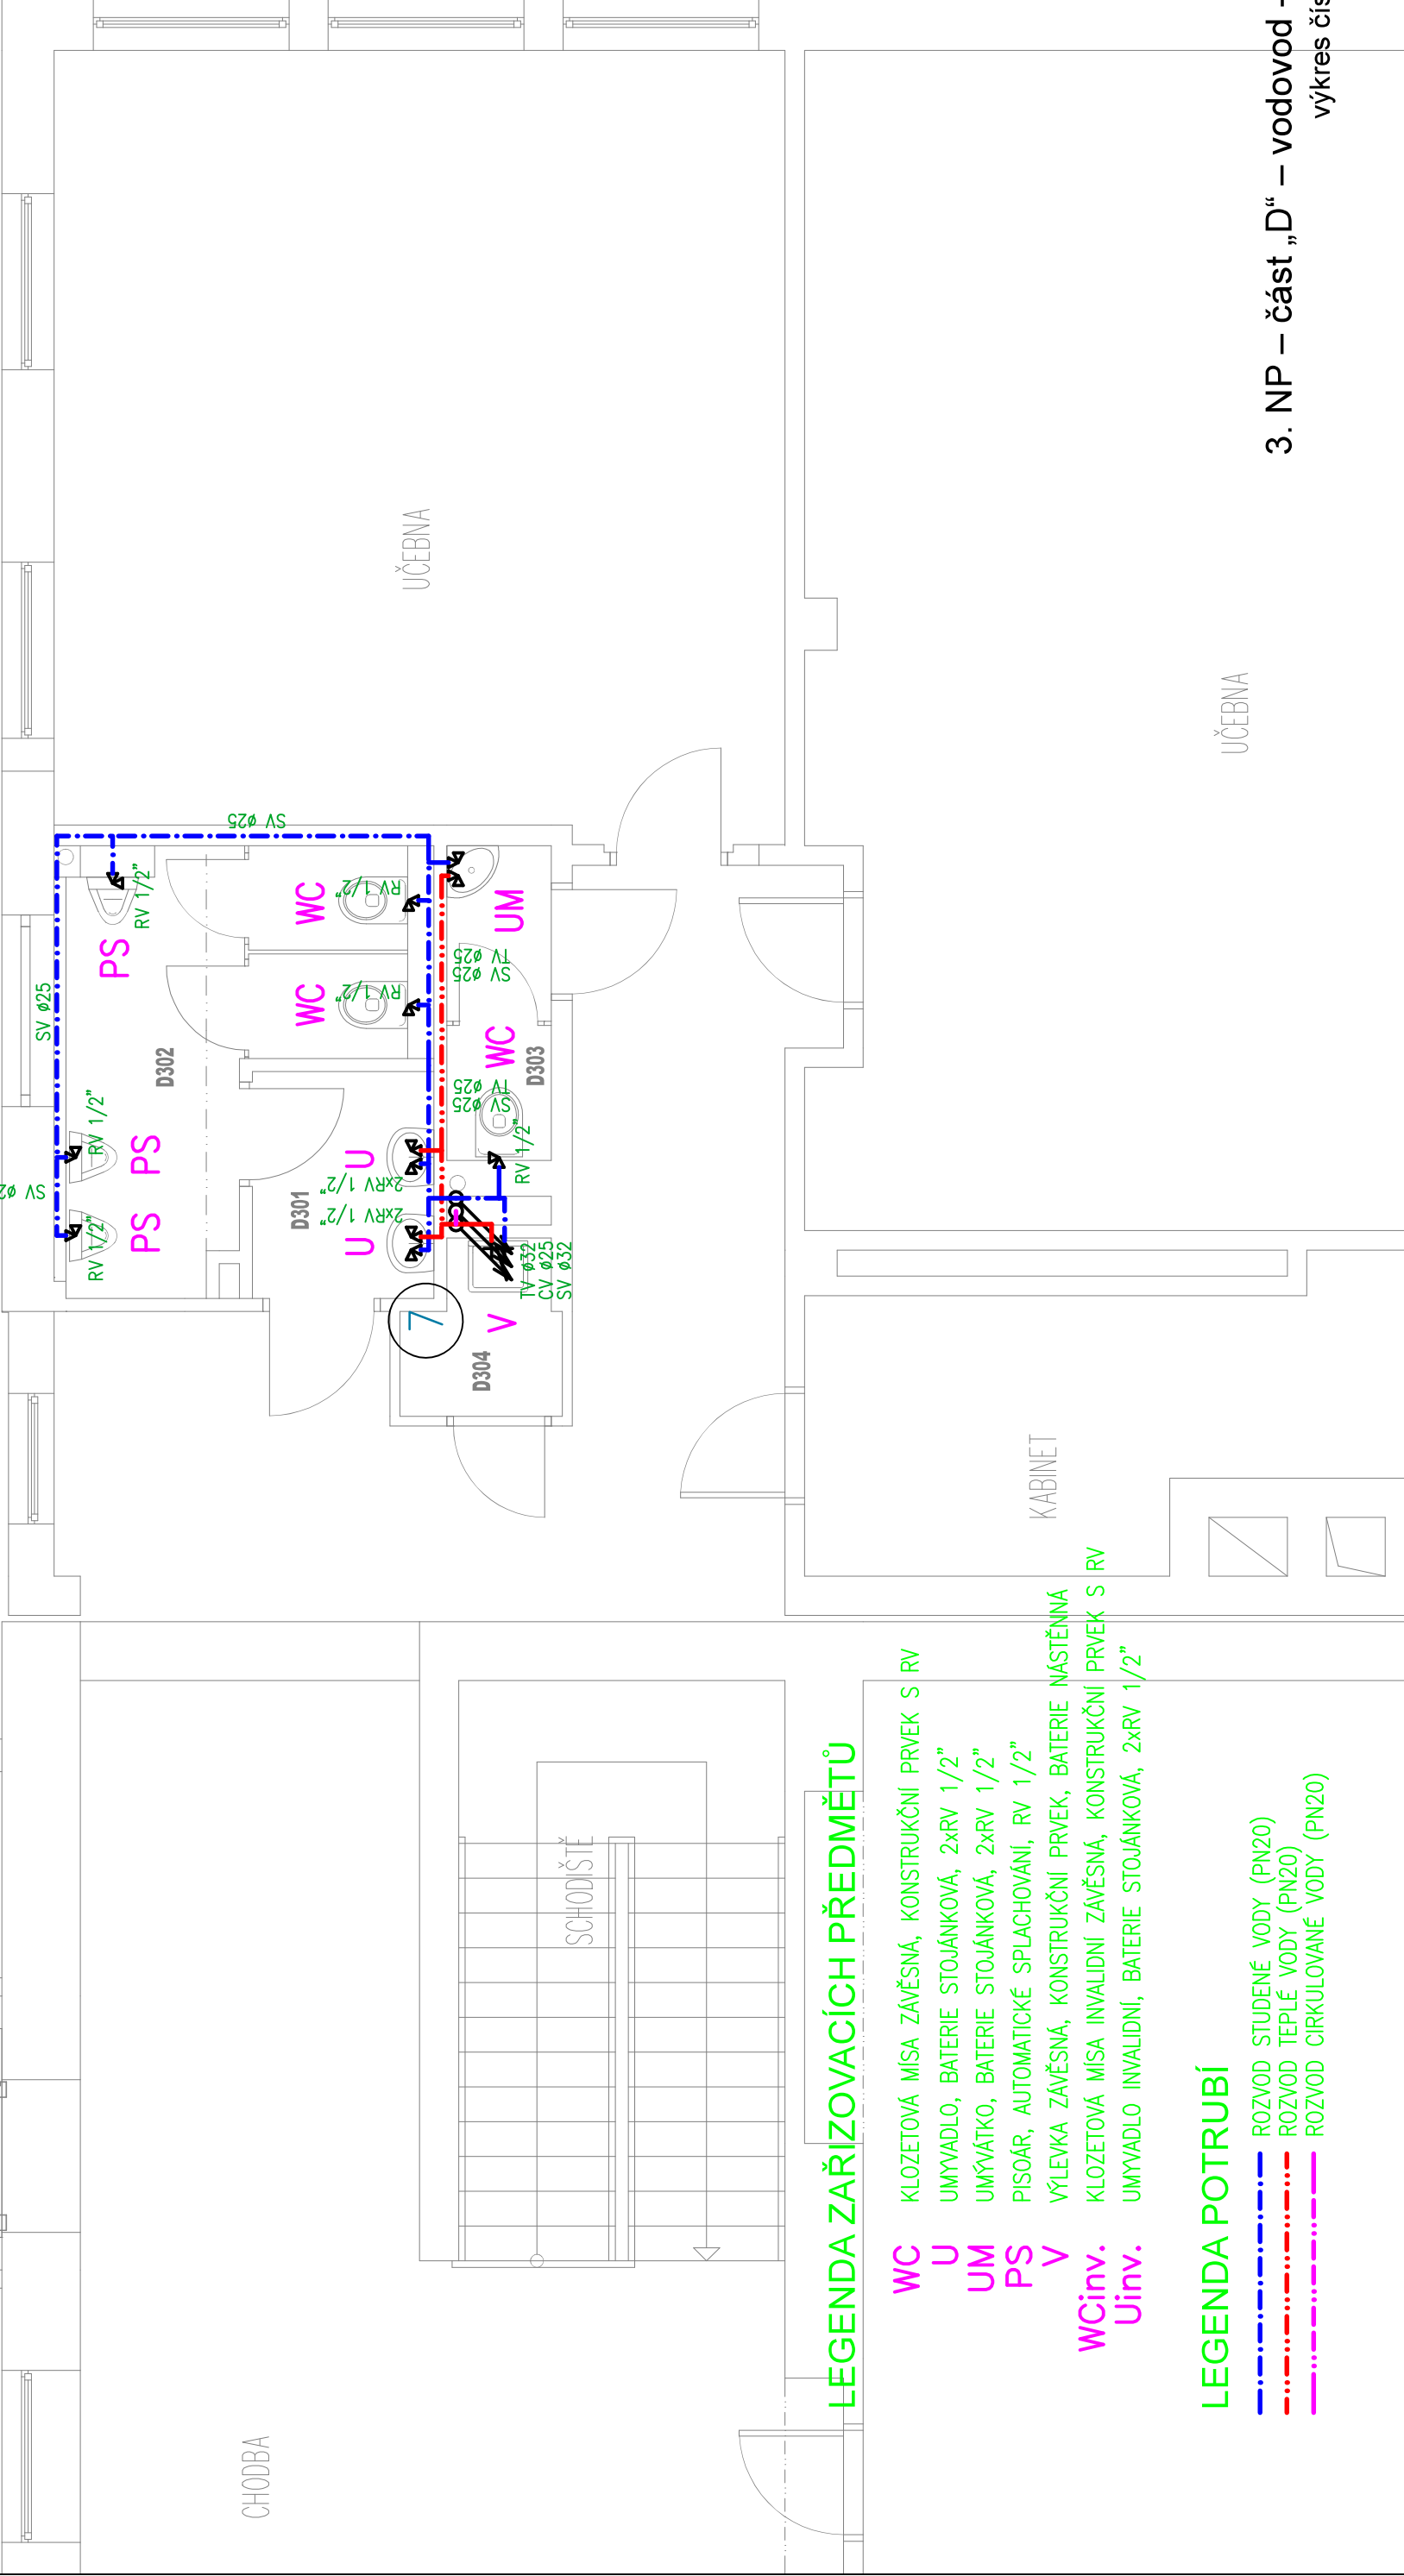 3. NP – část „D“ – vodovod -
výkres čís
UČEBNA
UČEBNA
SV ø25
SV ø25
SV ø2
RV 1/2"
PS
RV 1/2"
PS
RV 1/2"
PS
D302
WC
RV 1/2"
WC
RV 1/2"
UM
TV ø25
SV ø25
WC
D303
TV ø25
SV ø25
RV 1/2"
D301
U
2xRV 1/2"
U
2xRV 1/2"
TV ø32
CV ø25
SV ø32
7
V
D304
KABINET
SCHODIŠTĚ
CHODBA
LEGENDA ZAŘIZOVACÍCH PŘEDMĚTŮ
WC KLOZETOVÁ MÍSA ZÁVĚSNÁ, KONSTRUKČNÍ PRVEK S RV
U UMYVADLO, BATERIE STOJÁNKOVÁ, 2xRV 1/2"
UM UMÝVÁTKO, BATERIE STOJÁNKOVÁ, 2xRV 1/2"
PS PISOÁR, AUTOMATICKÉ SPLACHOVÁNÍ, RV 1/2"
V VÝLEVKA ZÁVĚSNÁ, KONSTRUKČNÍ PRVEK, BATERIE NÁSTĚNNÁ
WCinv. KLOZETOVÁ MÍSA INVALIDNÍ ZÁVĚSNÁ, KONSTRUKČNÍ PRVEK S RV
Uinv. UMYVADLO INVALIDNÍ, BATERIE STOJÁNKOVÁ, 2xRV 1/2"
LEGENDA POTRUBÍ
ROZVOD STUDENÉ VODY (PN20)
ROZVOD TEPLÉ VODY (PN20)
ROZVOD CIRKULOVANÉ VODY (PN20)